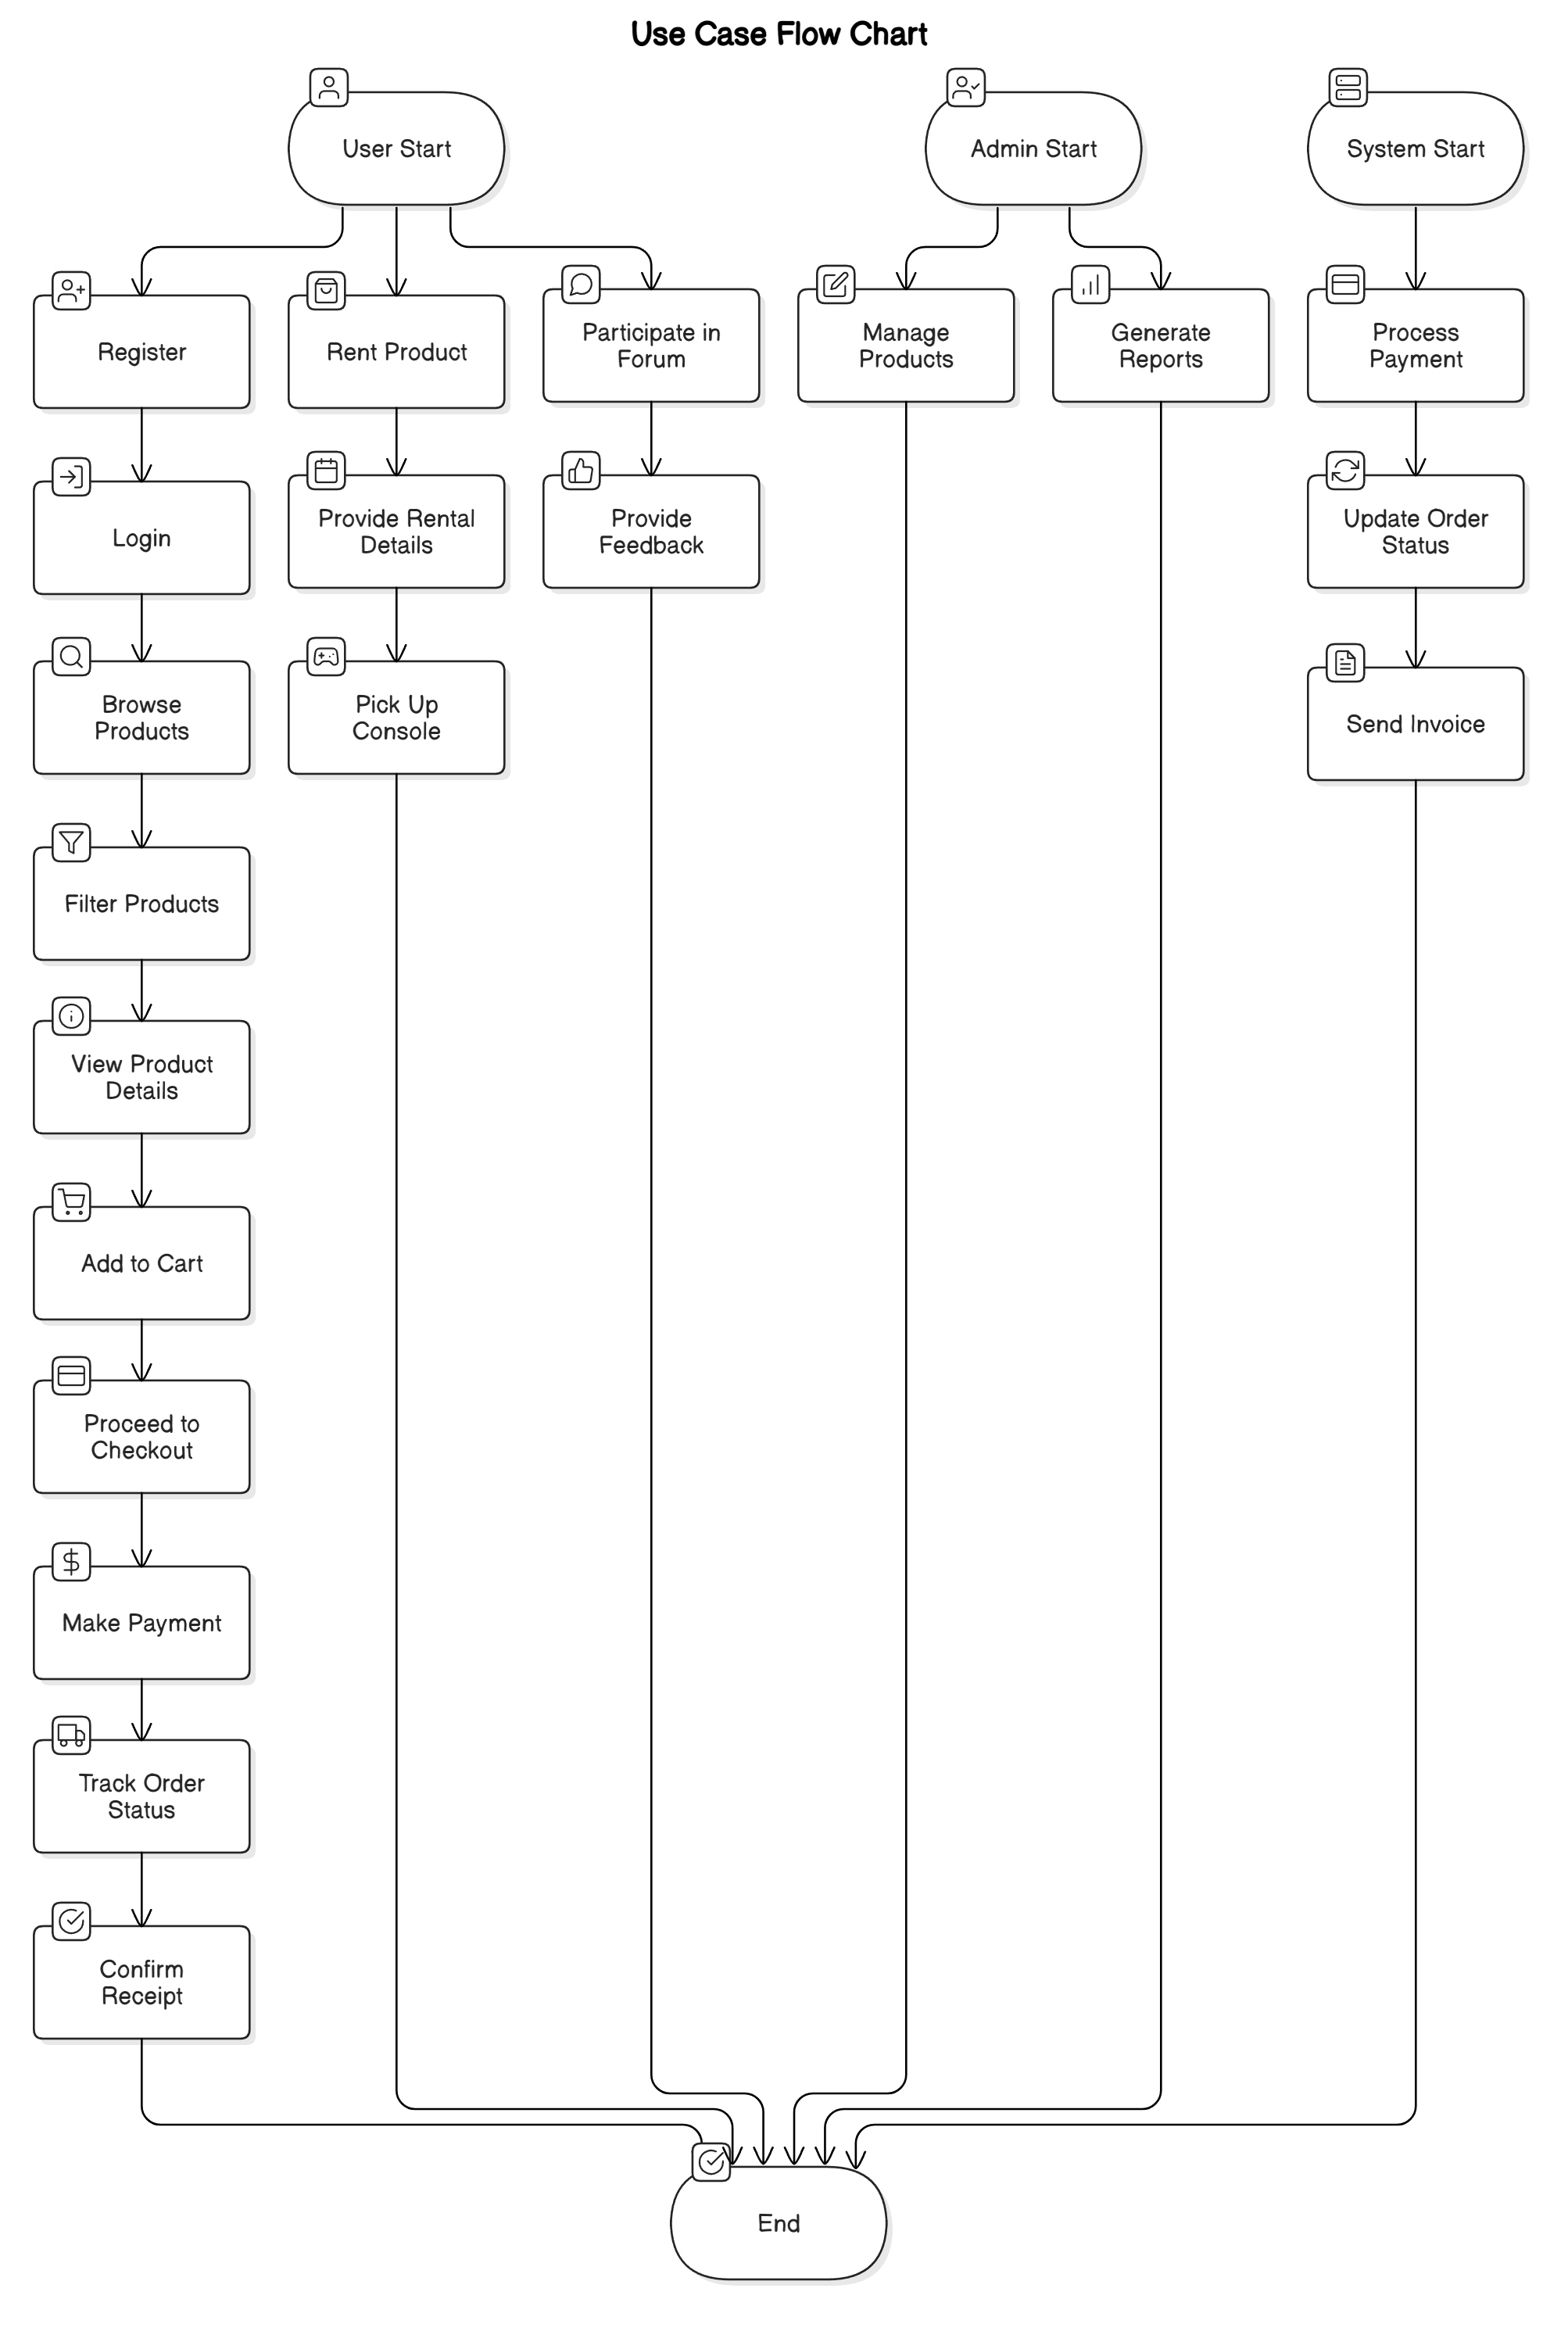 Use Case Flow Chart
User Start
Admin Start
System Start
Register
Rent Product
Participate in
Forum
Manage
Products
Generate
Reports
Process
Payment
Login
Provide Rental
Details
Provide
Feedback
Update Order
Status
Browse
Products
Pick Up
Console
Send Invoice
Filter Products
View Product
Details
Add to Cart
Proceed to
Checkout
Make Payment
Track Order
Status
Confirm
Receipt
End